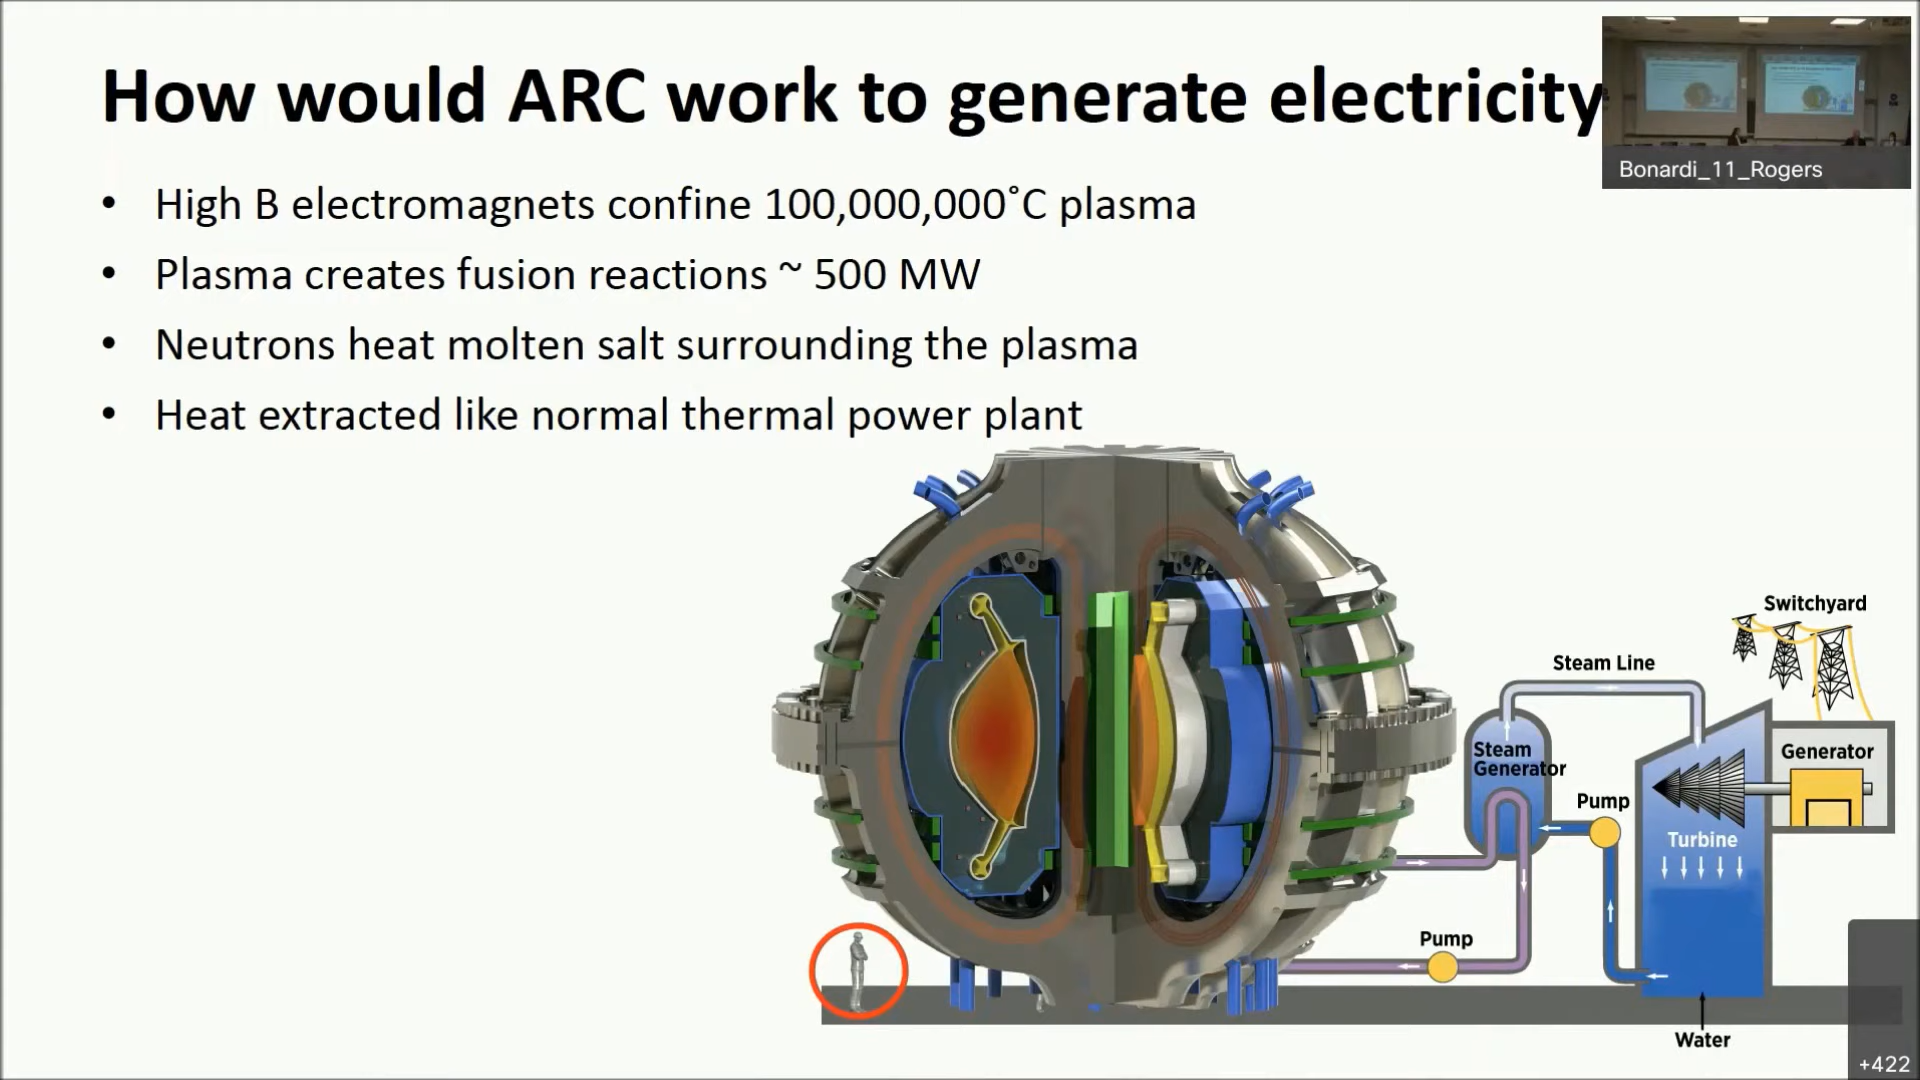 How would ARC work to generate electricity
Bonardi_11_Rogers
• High B electromagnets confine 100,000,000˚C plasma
• Plasma creates fusion reactions ~ 500 MW
• Neutrons heat molten salt surrounding the plasma
• Heat extracted like normal thermal power plant
Switchyard
Steam Line
Steam
Generator
Generator
Pump
Turbine
Pump
Water
+422